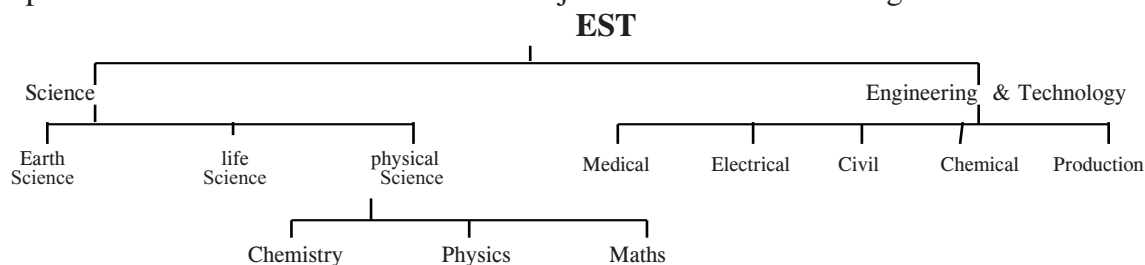 EST
Science
Engineering & Technology
Earth Science
life Science
physical Science
Medical
Electrical
Civil
Chemical
Production
Chemistry
Physics
Maths